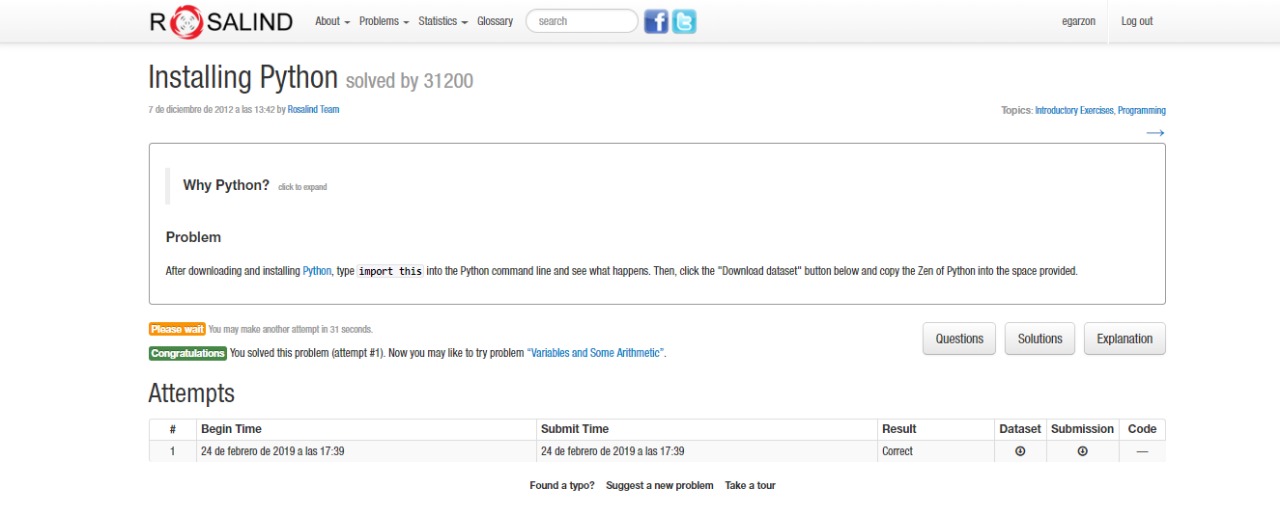 ROSALIND About Problems Statistics Glossary search egarzon Log out
Installing Python solved by 31200
7 de diciembre de 2012 a las 13:42 by Rosalind Team
Topics: Introductory Exercises, Programming
→
Why Python? click to expand
Problem
After downloading and installing Python, type import this into the Python command line and see what happens. Then, click the "Download dataset" button below and copy the Zen of Python into the space provided.
Please wait You may make another attempt in 31 seconds.
Congratulations You solved this problem (attempt #1). Now you may like to try problem “Variables and Some Arithmetic”.
Questions Solutions Explanation
Attempts
# Begin Time Submit Time Result Dataset Submission Code
1 24 de febrero de 2019 a las 17:39 24 de febrero de 2019 a las 17:39 Correct —
Found a typo? Suggest a new problem Take a tour